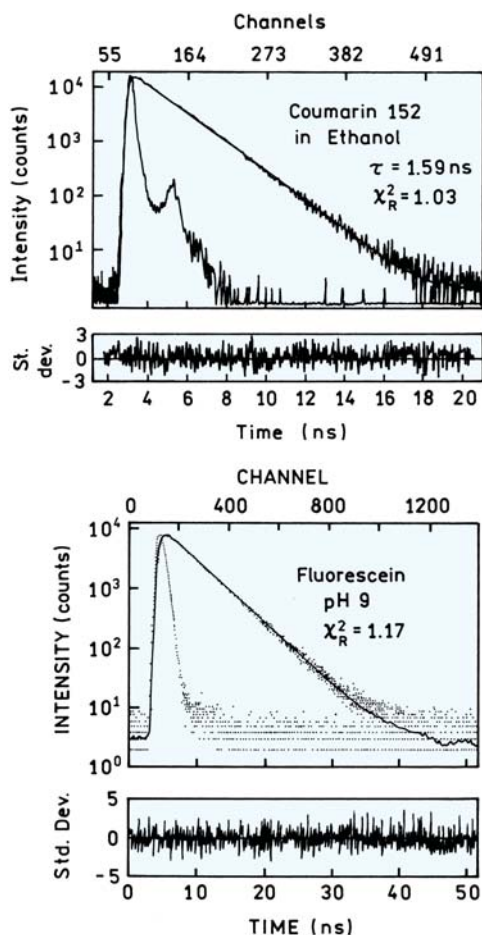 Channels
55 164 273 382 491
Intensity (counts)
10⁴
10³
10²
10¹
Coumarin 152
in Ethanol
τ = 1.59 ns
χ²R = 1.03
St. dev.
3
0
-3
2 4 6 8 10 12 14 16 18 20
Time (ns)
CHANNEL
0 400 800 1200
INTENSITY (counts)
10⁴
10³
10²
10¹
10⁰
Fluorescein
pH 9
χ²R = 1.17
Std. Dev.
5
0
-5
0 10 20 30 40 50
TIME (ns)